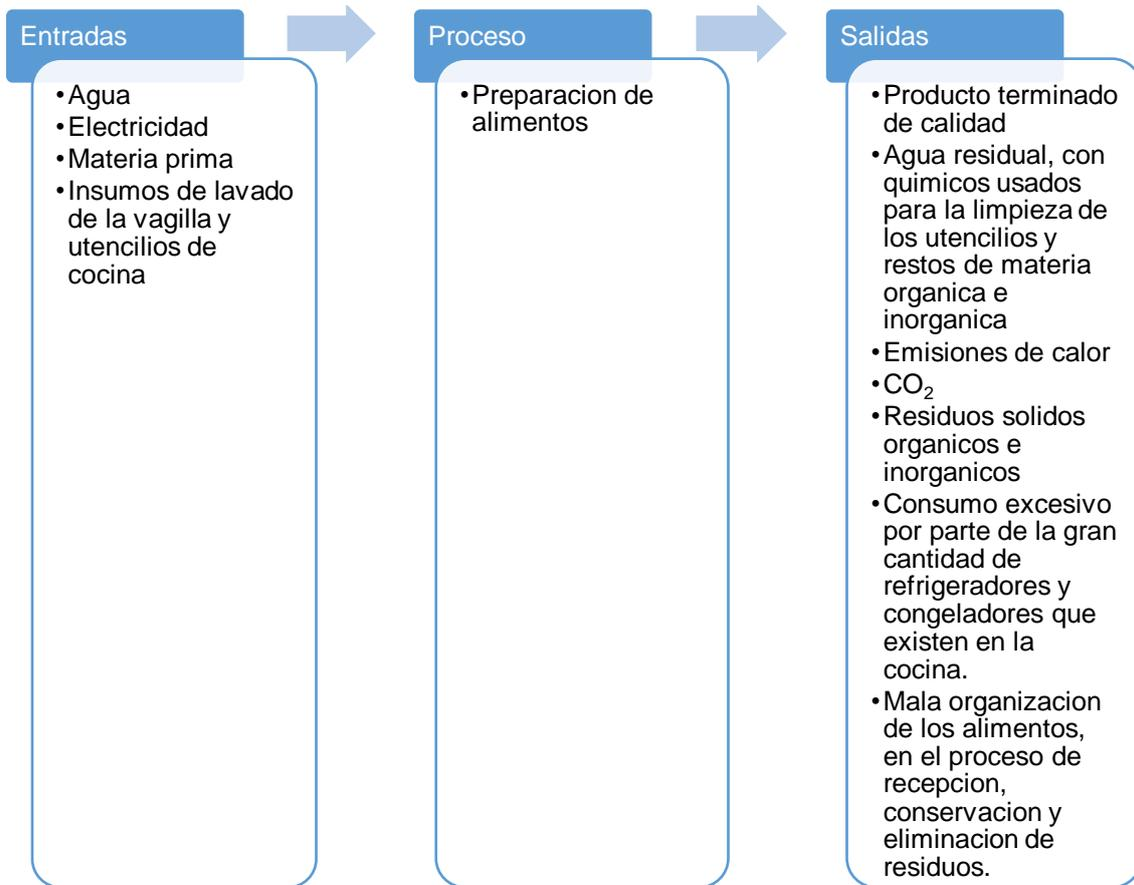 Entradas
•Agua
•Electricidad
•Materia prima
•Insumos de lavado
de la vagilla y
utencilios de
cocina
Proceso
•Preparacion de
alimentos
Salidas
•Producto terminado
de calidad
•Agua residual, con
quimicos usados
para la limpieza de
los utencilios y
restos de materia
organica e
inorganica
•Emisiones de calor
•CO₂
•Residuos solidos
organicos e
inorganicos
•Consumo excesivo
por parte de la gran
cantidad de
refrigeradores y
congeladores que
existen en la
cocina.
•Mala organizacion
de los alimentos,
en el proceso de
recepcion,
conservacion y
eliminacion de
residuos.